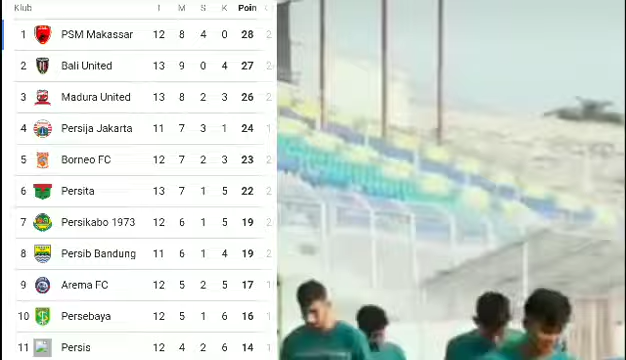 Klub M S K Poin
1 PSM Makassar 12 8 4 0 28
2 Bali United 13 9 0 4 27
3 Madura United 13 8 2 3 26
4 Persija Jakarta 11 7 3 1 24
5 Borneo FC 12 7 2 3 23
6 Persita 13 7 1 5 22
7 Persikabo 1973 12 6 1 5 19
8 Persib Bandung 11 6 1 4 19
9 Arema FC 12 5 2 5 17
10 Persebaya 12 5 1 6 16
11 Persis 12 4 2 6 14